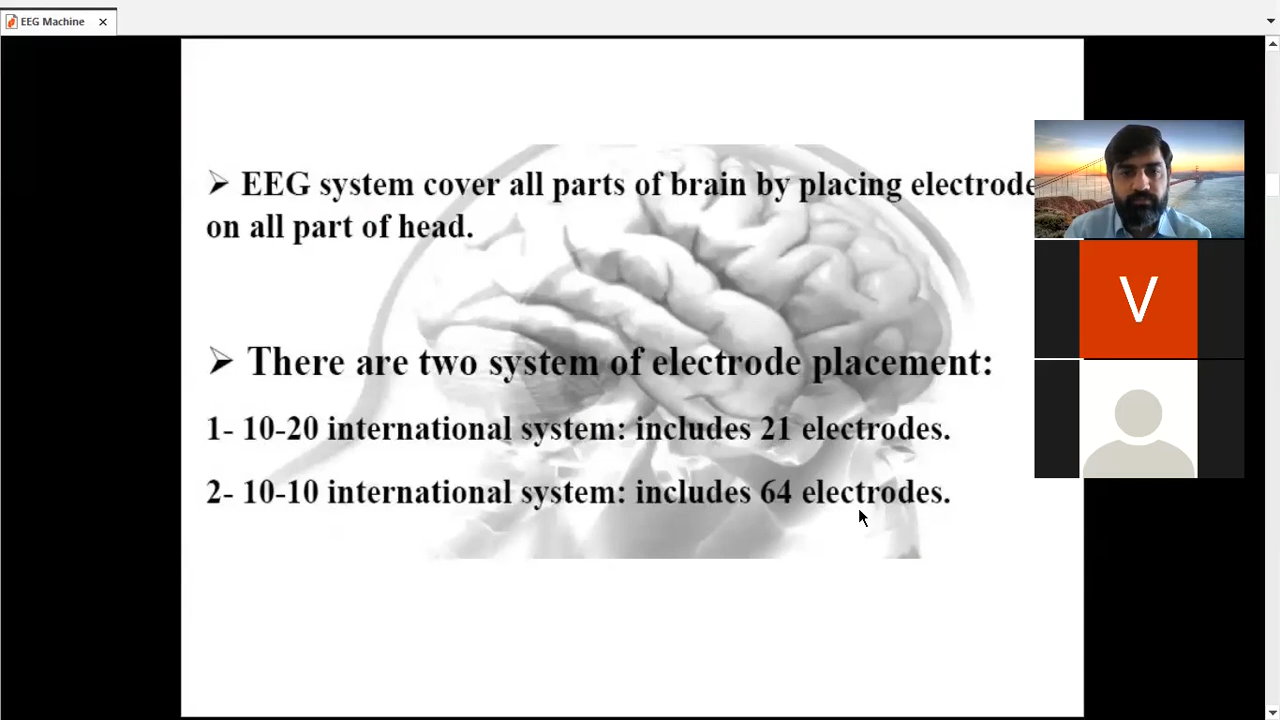 EEG Machine
➢ EEG system cover all parts of brain by placing electrode
on all part of head.
➢ There are two system of electrode placement:
1- 10-20 international system: includes 21 electrodes.
2- 10-10 international system: includes 64 electrodes.
V